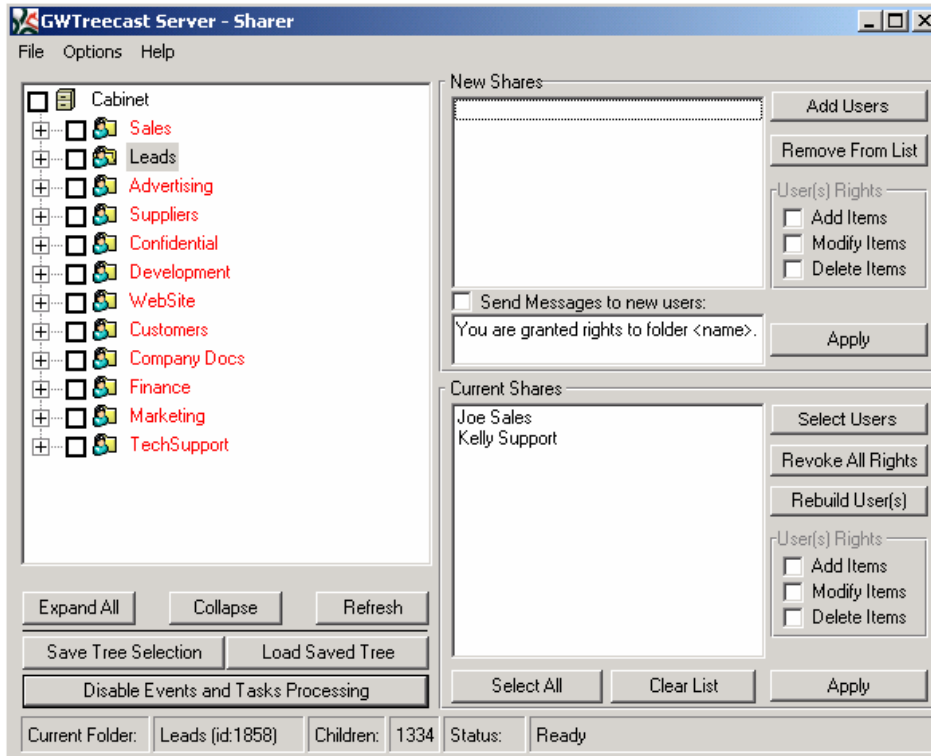 GWTreecast Server - Sharer
File Options Help
Cabinet
Sales
Leads
Advertising
Suppliers
Confidential
Development
WebSite
Customers
Company Docs
Finance
Marketing
TechSupport
Expand All Collapse Refresh
Save Tree Selection Load Saved Tree
Disable Events and Tasks Processing
New Shares
Add Users
Remove From List
User(s) Rights
Add Items
Modify Items
Delete Items
Send Messages to new users:
You are granted rights to folder <name>.
Apply
Current Shares
Joe Sales
Kelly Support
Select Users
Revoke All Rights
Rebuild User(s)
User(s) Rights
Add Items
Modify Items
Delete Items
Select All Clear List Apply
Current Folder: Leads (id:1858) Children: 1334 Status: Ready